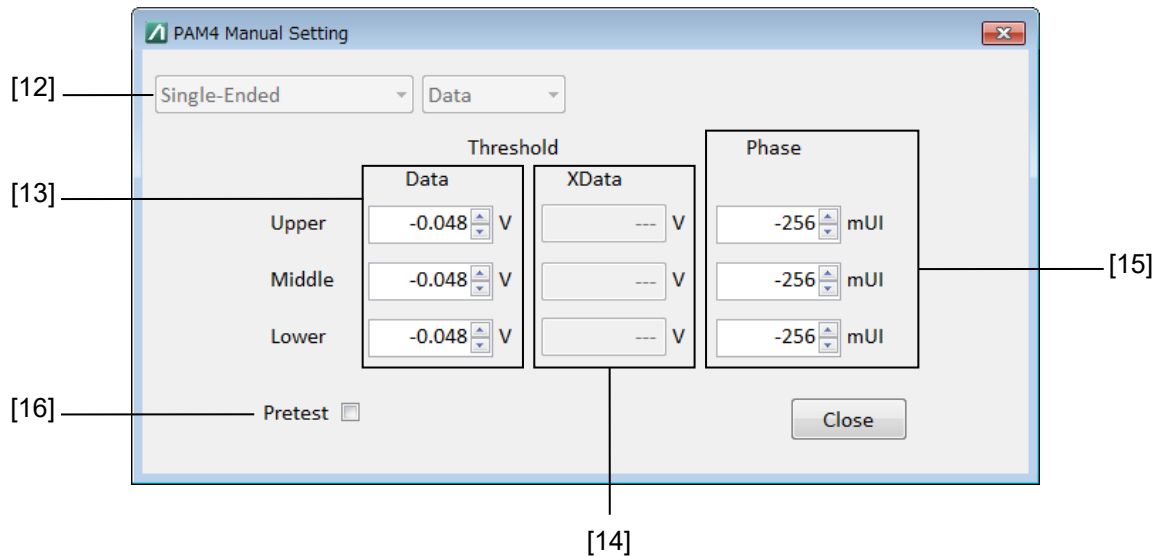 PAM4 Manual Setting
[12] Single-Ended Data
Threshold Phase
[13] Data XData
Upper -0.048 V --- V -256 mUI
Middle -0.048 V --- V -256 mUI [15]
Lower -0.048 V --- V -256 mUI
[16] Pretest Close
[14]